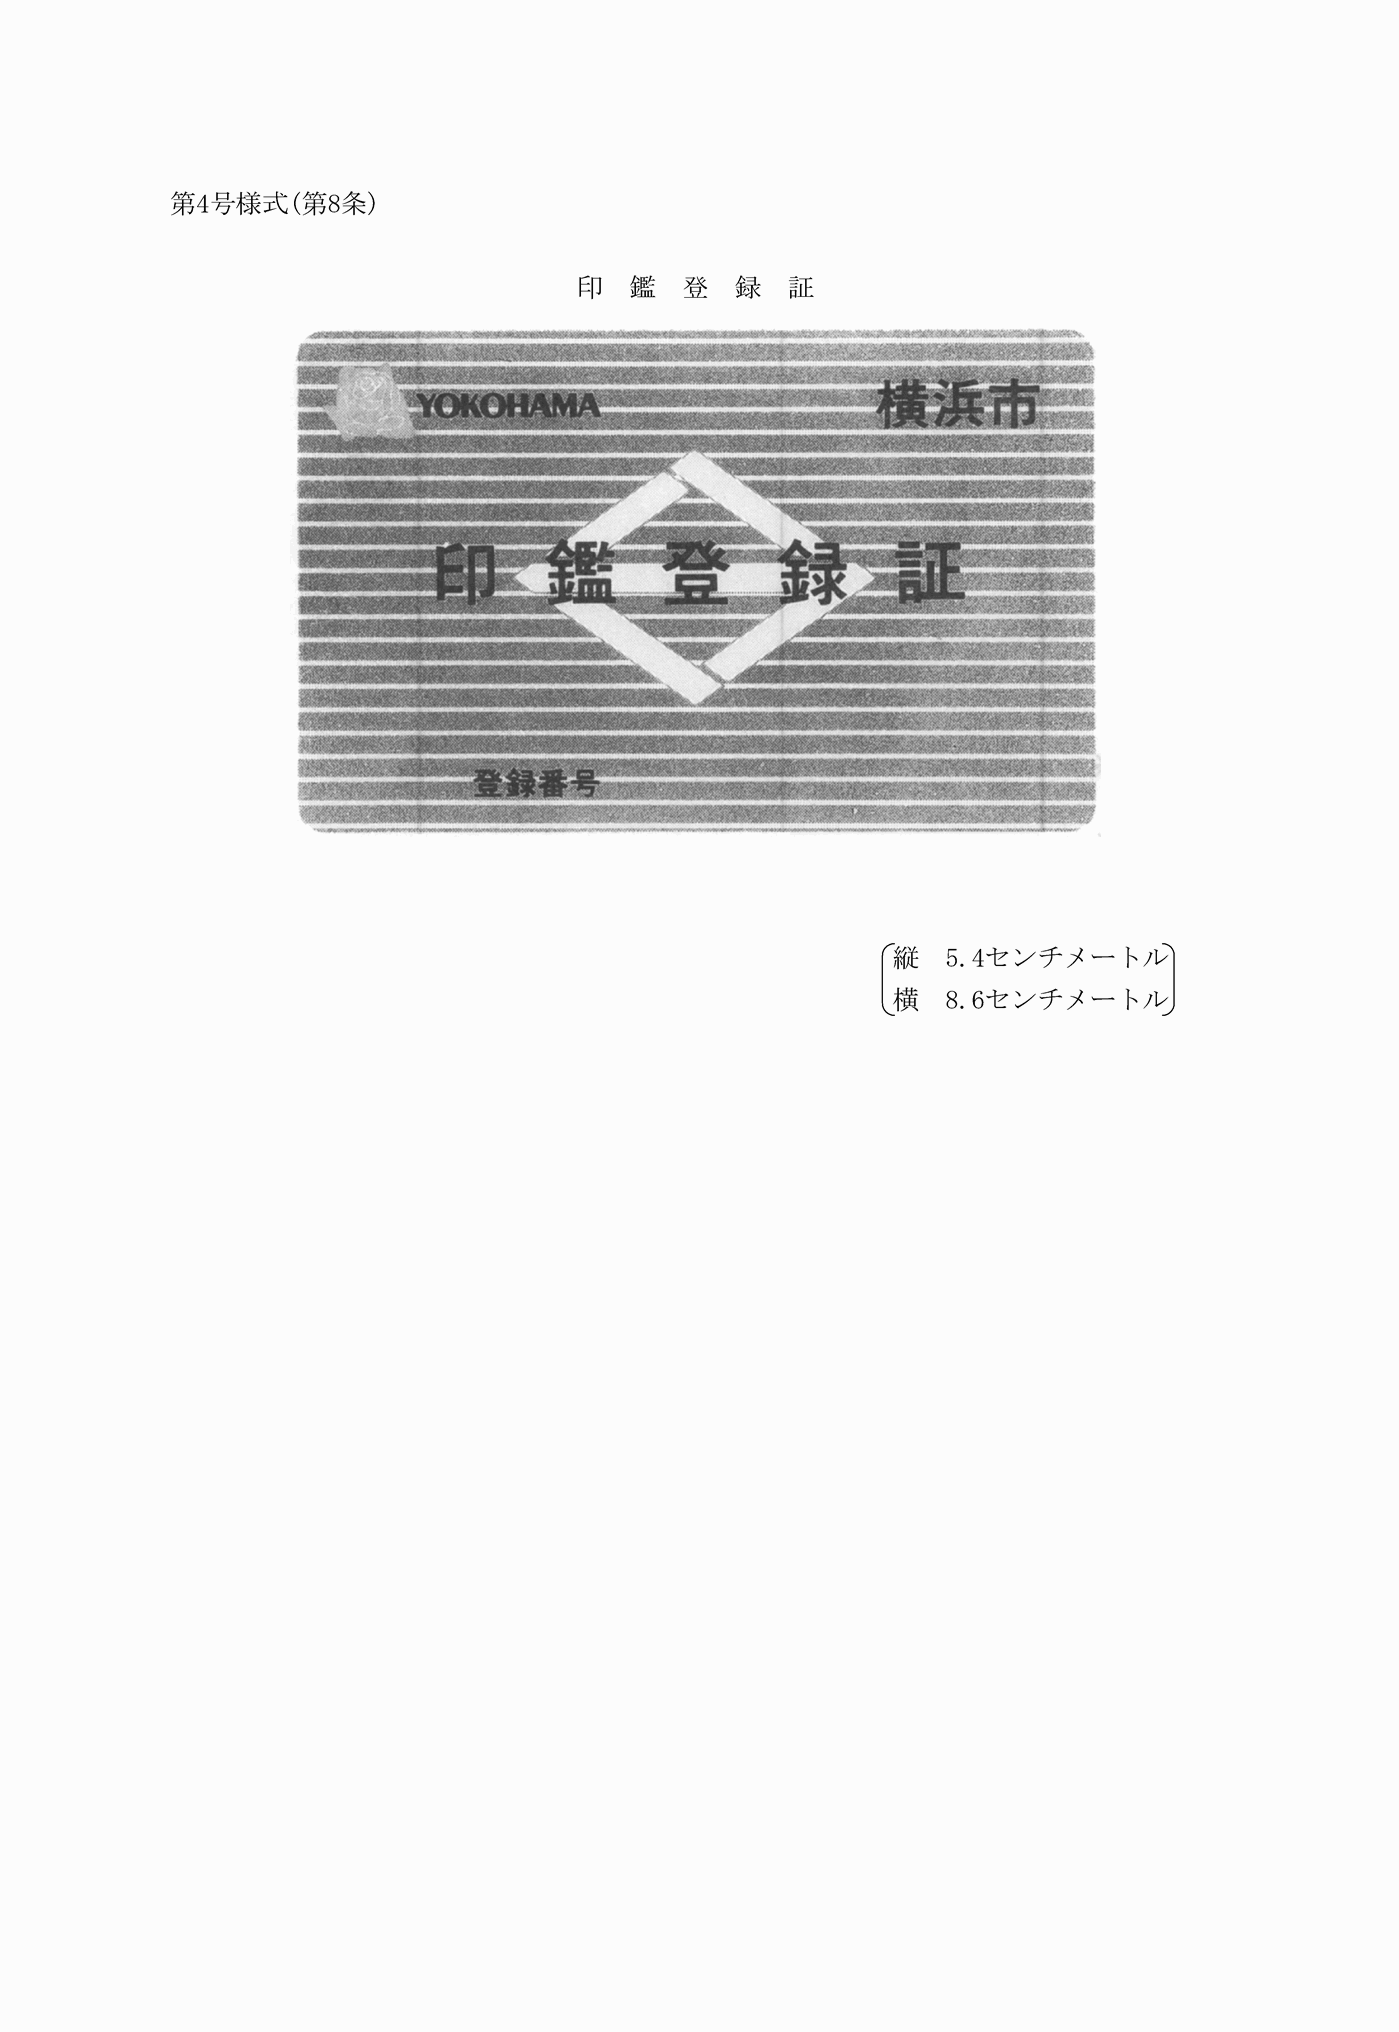 第4号様式(第8条)
印　鑑　登　録　証
YOKOHAMA
横浜市
印　鑑　登　録　証
登録番号
縦　5.4センチメートル
横　8.6センチメートル